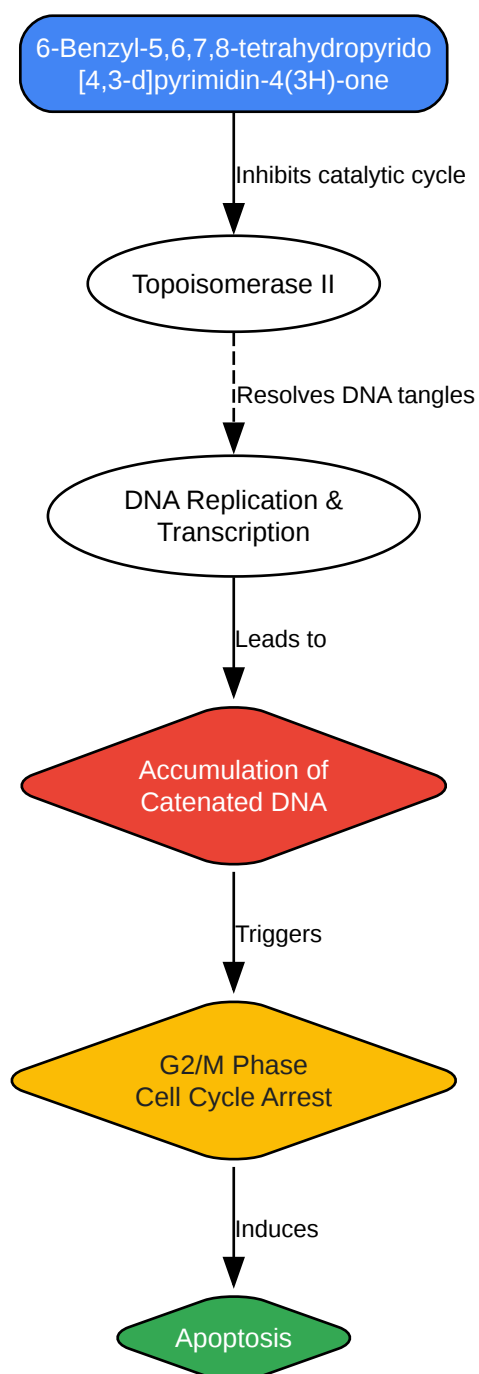 6-Benzyl-5,6,7,8-tetrahydropyrido
[4,3-d]pyrimidin-4(3H)-one
Inhibits catalytic cycle
Topoisomerase II
Resolves DNA tangles
DNA Replication &
Transcription
Leads to
Accumulation of
Catenated DNA
Triggers
G2/M Phase
Cell Cycle Arrest
Induces
Apoptosis